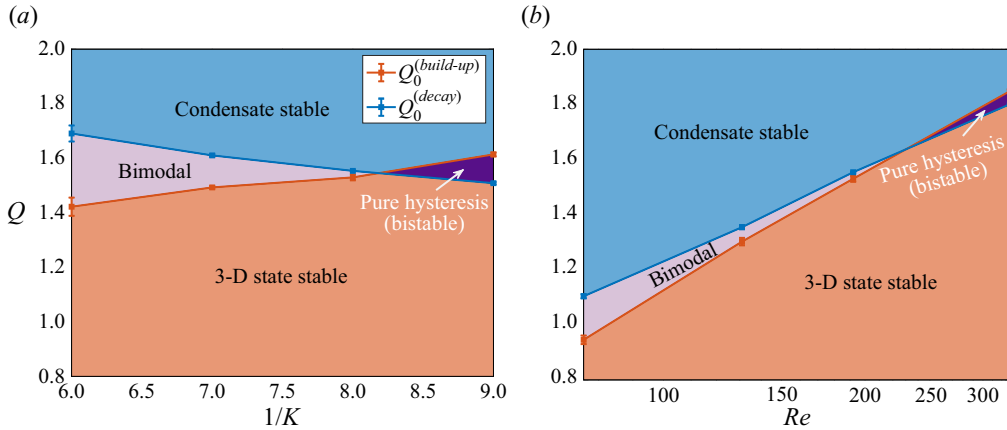 (a)
2.0
1.8
1.6
1.4
1.2
1.0
0.8
Q
Condensate stable
Q0(build-up)
Q0(decay)
Bimodal
Pure hysteresis
(bistable)
3-D state stable
6.0 6.5 7.0 7.5 8.0 8.5 9.0
1/K
(b)
2.0
1.8
1.6
1.4
1.2
1.0
0.8
Condensate stable
Bimodal
Pure hysteresis
(bistable)
3-D state stable
100 150 200 250 300
Re